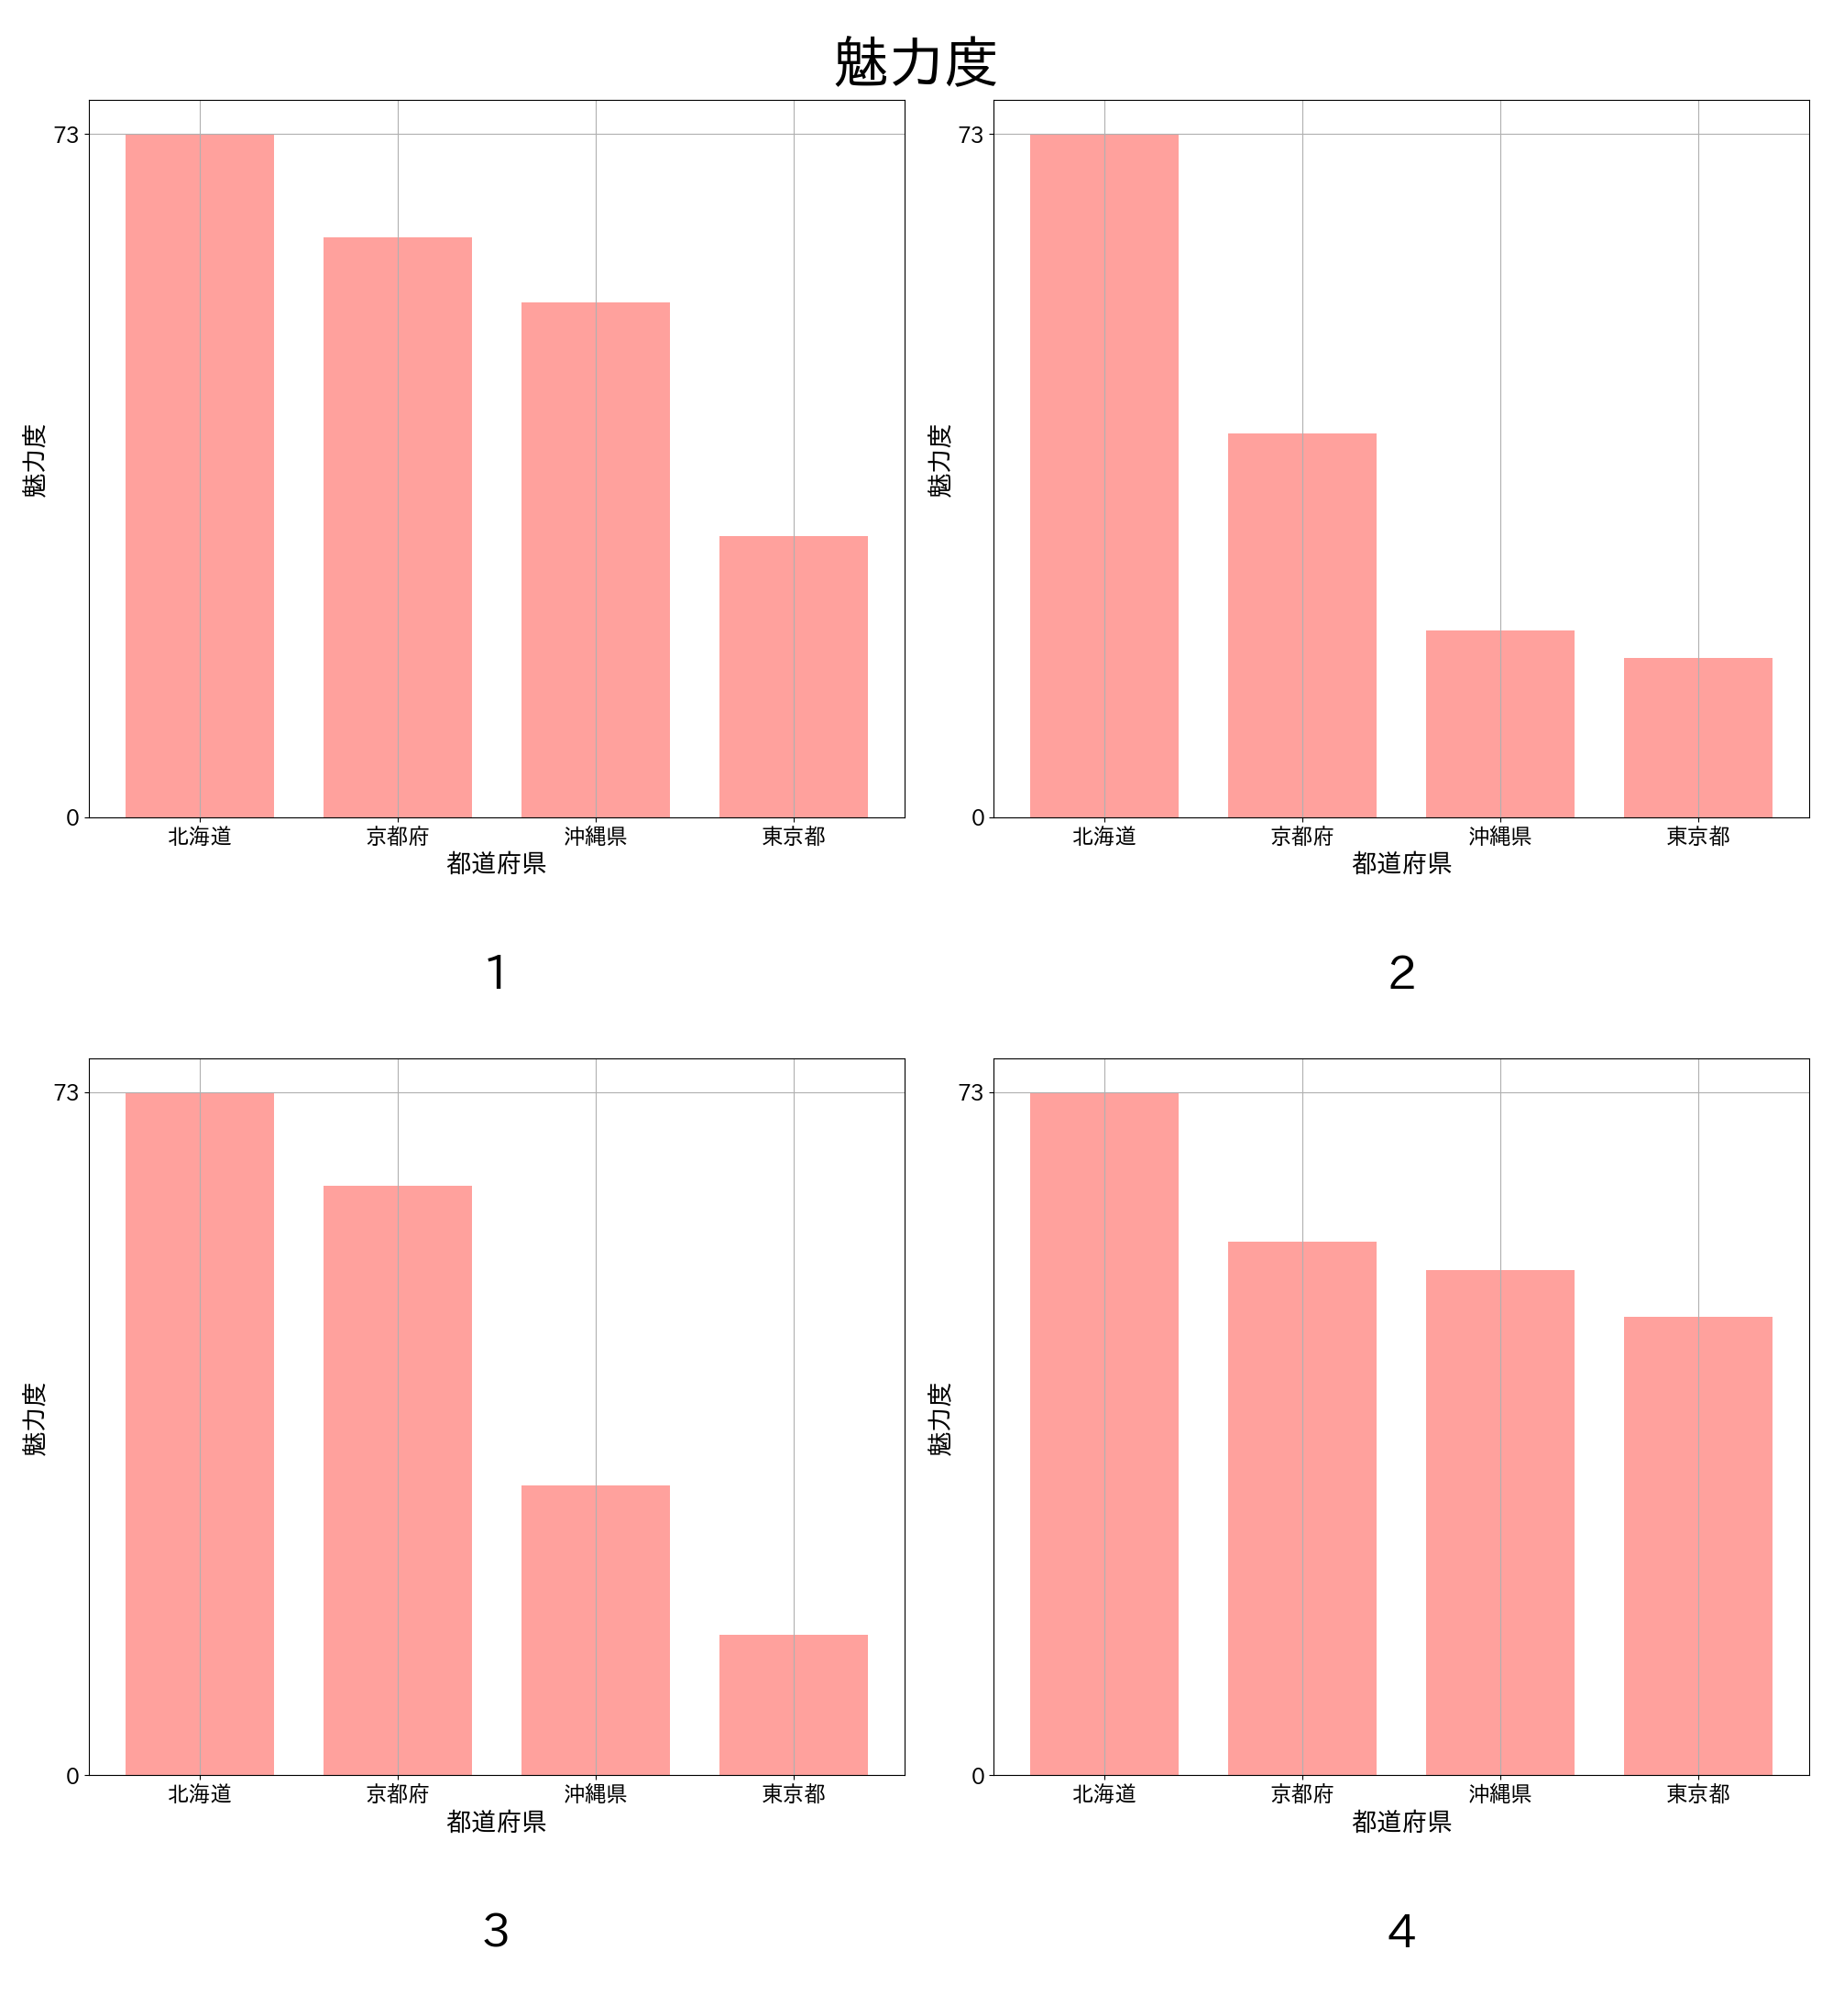 魅力度
73
0
魅力度
北海道 京都府 沖縄県 東京都
都道府県
1
73
0
魅力度
北海道 京都府 沖縄県 東京都
都道府県
2
73
0
魅力度
北海道 京都府 沖縄県 東京都
都道府県
3
73
0
魅力度
北海道 京都府 沖縄県 東京都
都道府県
4